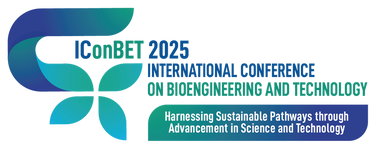 IConBET 2025
INTERNATIONAL CONFERENCE
ON BIOENGINEERING AND TECHNOLOGY
Harnessing Sustainable Pathways through
Advancement in Science and Technology